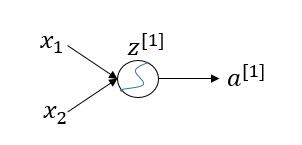 x₁
z[1]
a[1]
x₂